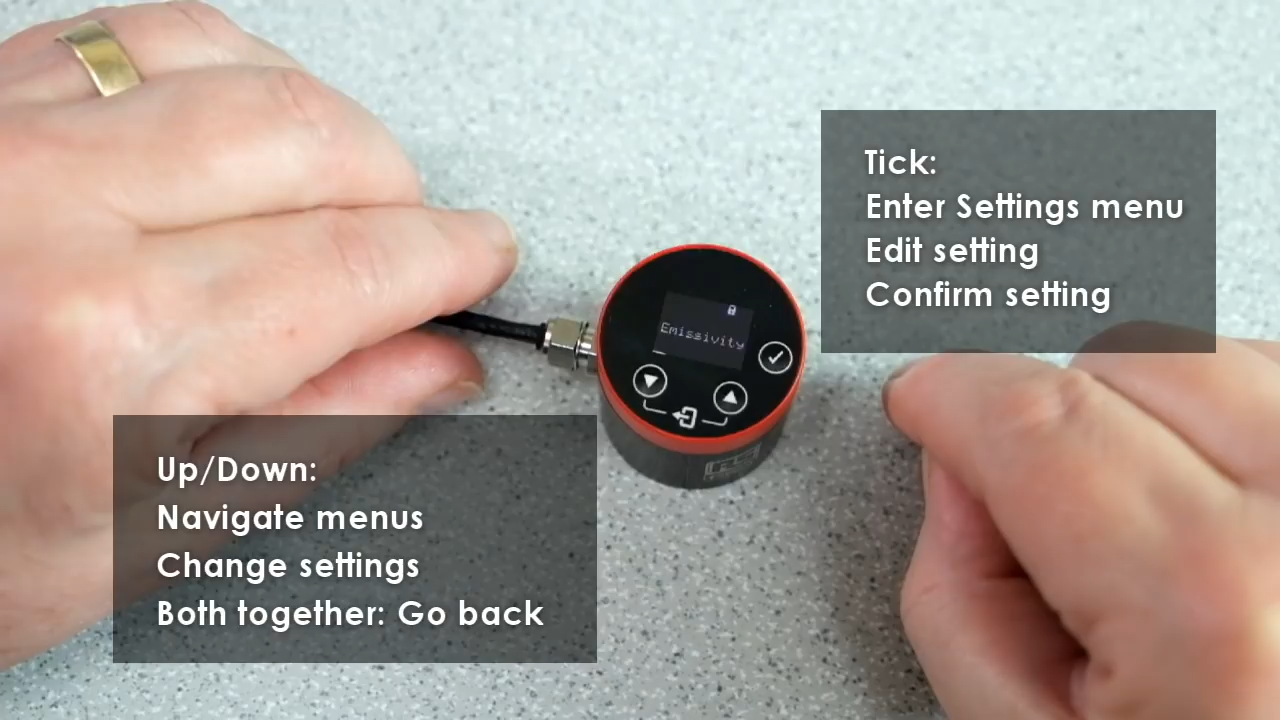 Tick:
Enter Settings menu
Edit setting
Confirm setting
Emissivity
Up/Down:
Navigate menus
Change settings
Both together: Go back